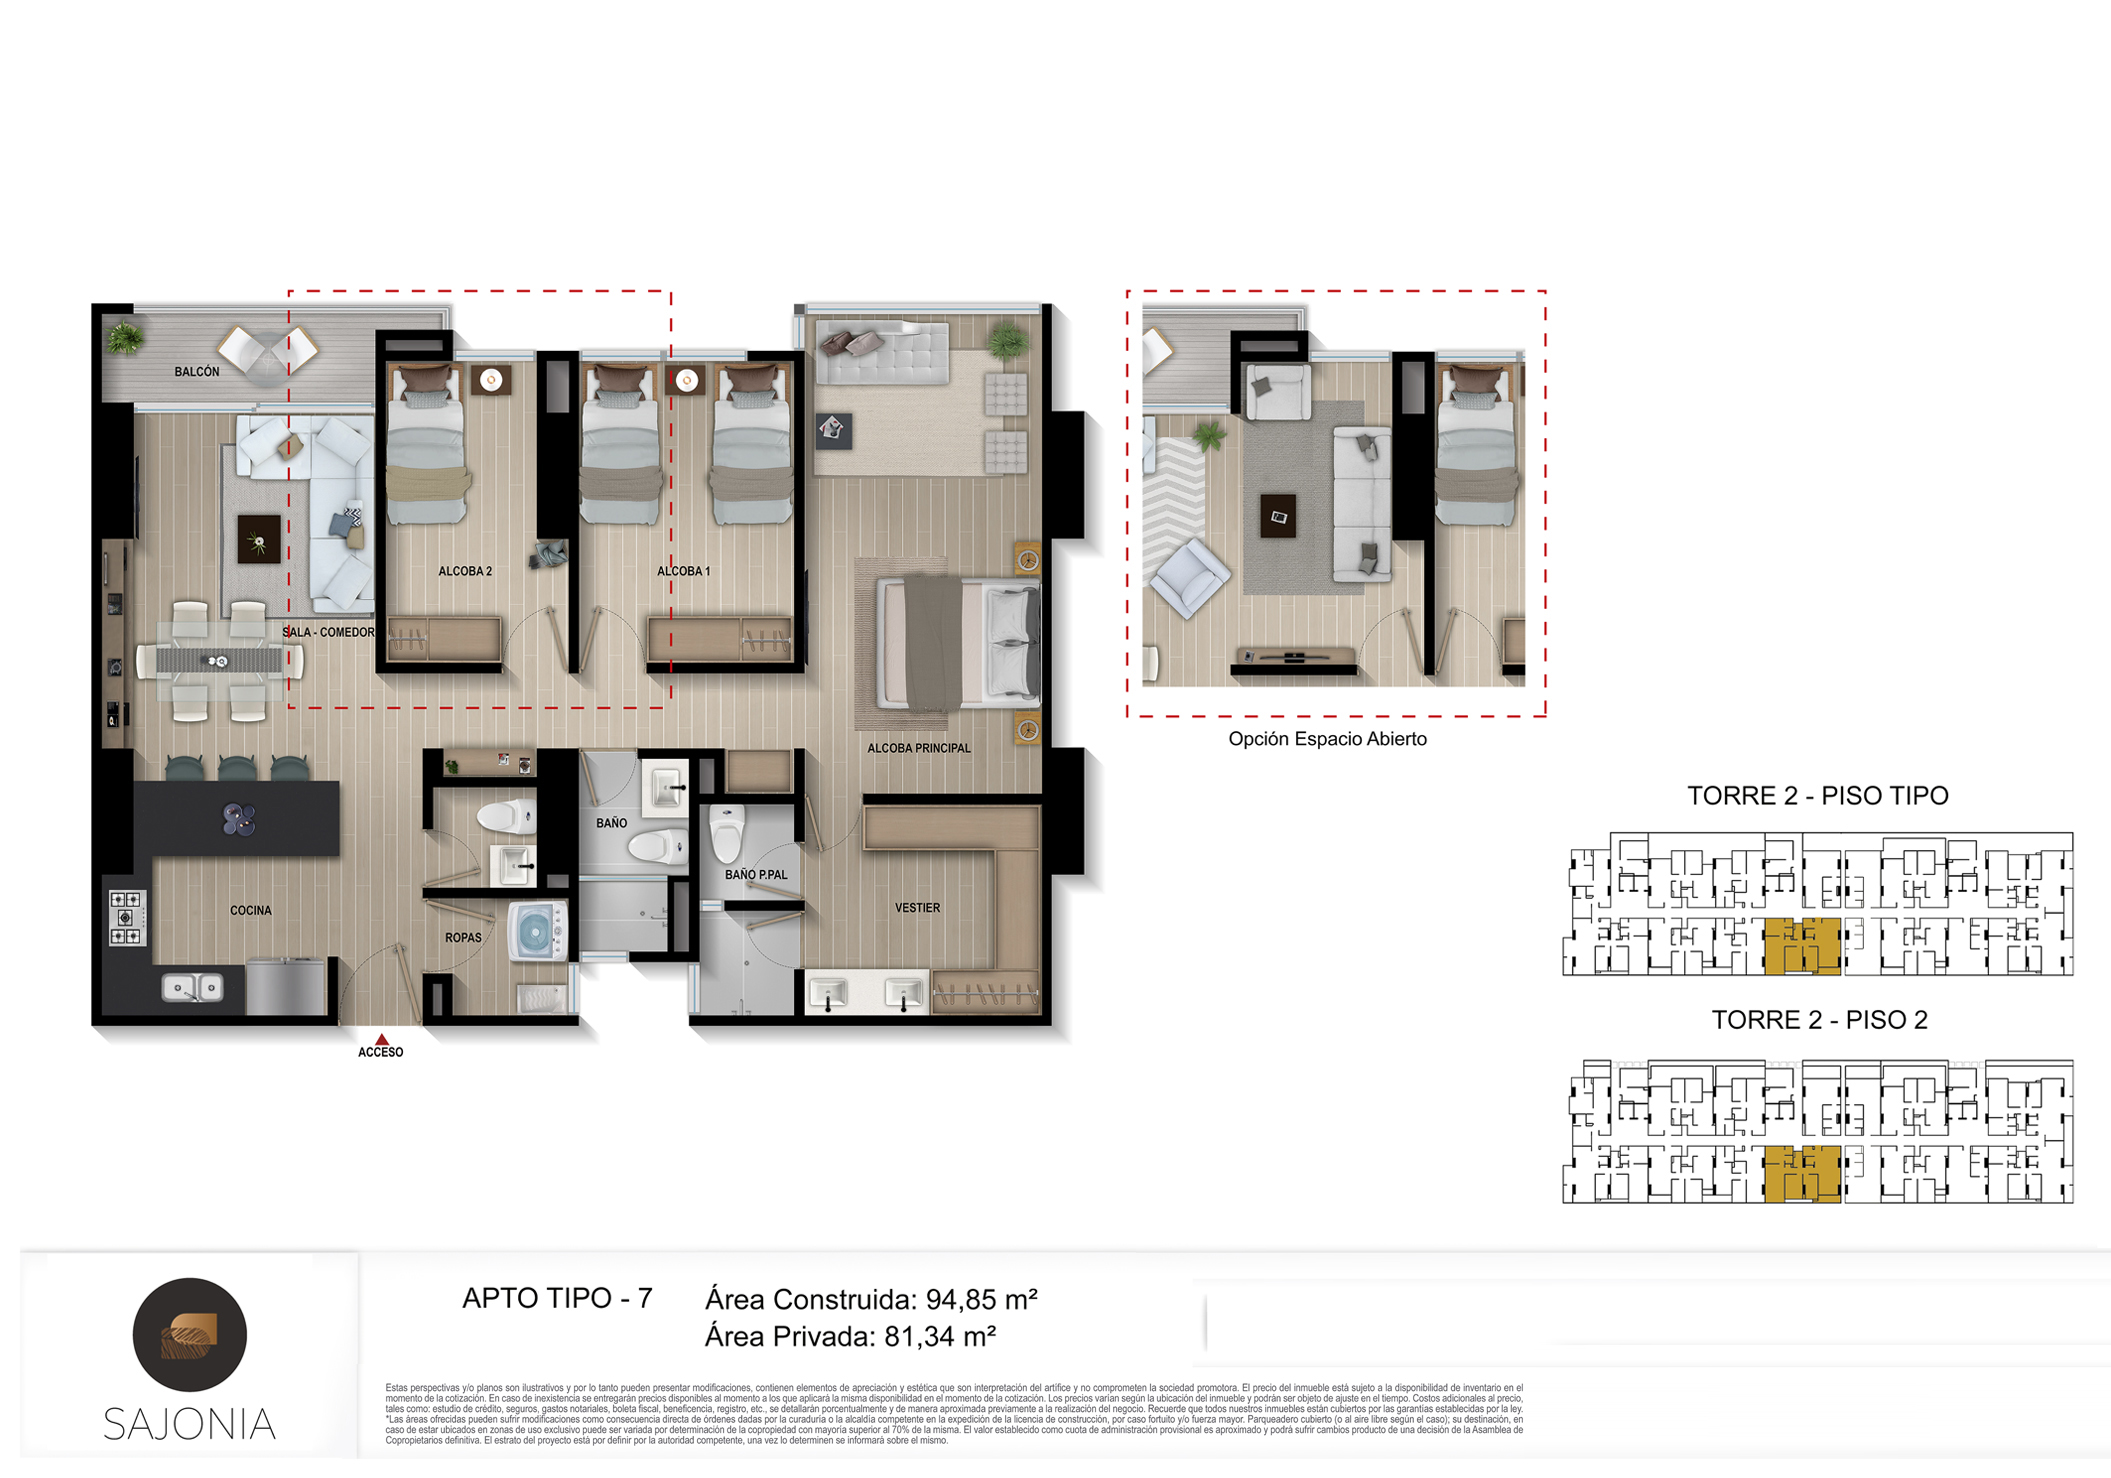 BALCÓN
ALCOBA 2
ALCOBA 1
SALA - COMEDOR
ALCOBA PRINCIPAL
Opción Espacio Abierto
TORRE 2 - PISO TIPO
BAÑO
BAÑO P.PAL
COCINA
VESTIER
ROPAS
TORRE 2 - PISO 2
ACCESO
APTO TIPO - 7
Área Construida: 94,85 m²
Área Privada: 81,34 m²
SAJONIA
Estas perspectivas y/o planos son ilustrativos y por lo tanto pueden presentar modificaciones, contienen elementos de apreciación y estética que son interpretación del artífice y no comprometen la sociedad promotora. El precio del inmueble está sujeto a la disponibilidad de inventario en el
momento de la cotización. En caso de inexistencia se entregarán precios disponibles al momento a los que aplicará la misma disponibilidad en el momento de la cotización. Los precios varían según la ubicación del inmueble y podrán ser objeto de ajuste en el tiempo. Costos adicionales al precio,
tales como: estudio de crédito, seguros, gastos notariales, boleta fiscal, beneficencia, registro, etc., se detallarán porcentualmente y de manera aproximada previamente a la realización del negocio. Recuerde que todos nuestros inmuebles están cubiertos por las garantías establecidas por la ley.
*Las áreas ofrecidas pueden sufrir modificaciones como consecuencia directa de órdenes dadas por la curaduría o la alcaldía competente en la expedición de la licencia de construcción, por caso fortuito y/o fuerza mayor. Parqueadero cubierto (o al aire libre según el caso); su destinación, en
caso de estar ubicados en zonas de uso exclusivo puede ser variada por determinación de la copropiedad con mayoría superior al 70% de la misma. El valor establecido como cuota de administración provisional es aproximado y podrá sufrir cambios producto de una decisión de la Asamblea de
Copropietarios definitiva. El estrato del proyecto está por definir por la autoridad competente, una vez lo determinen se informará sobre el mismo.